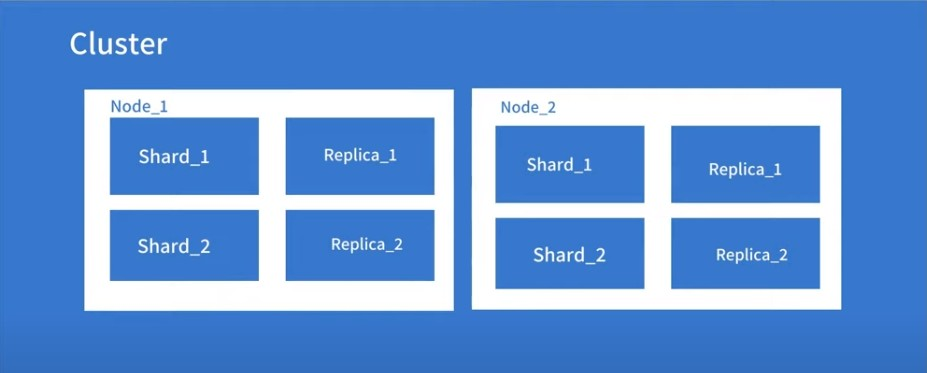 Cluster
Node_1
Shard_1
Replica_1
Shard_2
Replica_2
Node_2
Shard_1
Replica_1
Shard_2
Replica_2